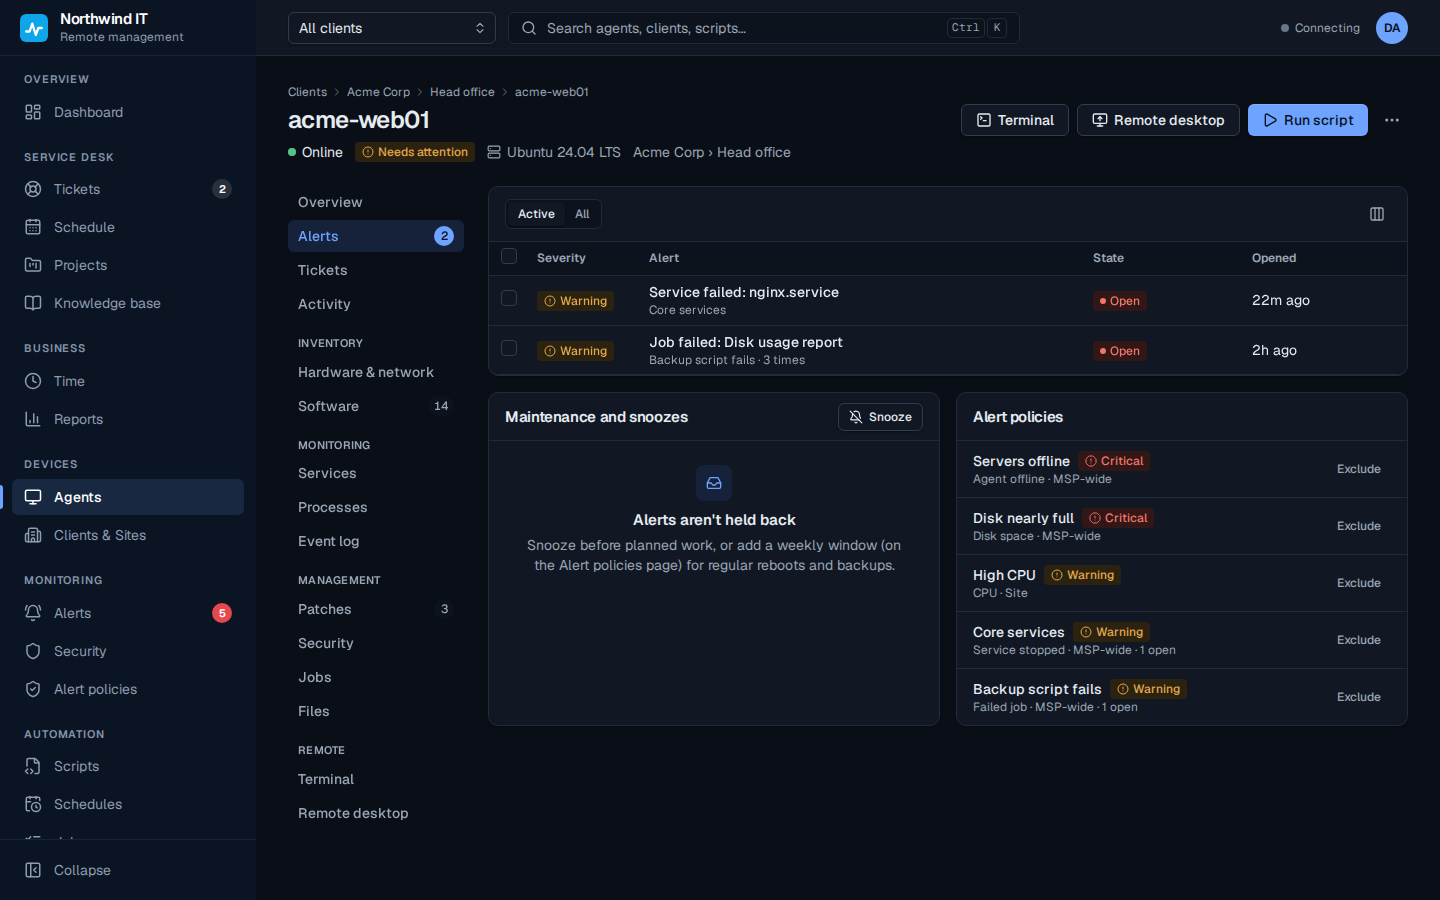 Northwind IT
Remote management
All clients
Search agents, clients, scripts...
Ctrl K
Connecting
DA
OVERVIEW
Dashboard
SERVICE DESK
Tickets 2
Schedule
Projects
Knowledge base
BUSINESS
Time
Reports
DEVICES
Agents
Clients & Sites
MONITORING
Alerts 5
Security
Alert policies
AUTOMATION
Scripts
Schedules
Collapse
Clients > Acme Corp > Head office > acme-web01
acme-web01
Terminal
Remote desktop
Run script
Online
Needs attention
Ubuntu 24.04 LTS
Acme Corp › Head office
Overview
Alerts 2
Tickets
Activity
INVENTORY
Hardware & network
Software 14
MONITORING
Services
Processes
Event log
MANAGEMENT
Patches 3
Security
Jobs
Files
REMOTE
Terminal
Remote desktop
Active All
Severity Alert State Opened
Warning Service failed: nginx.service Open 22m ago
Core services
Warning Job failed: Disk usage report Open 2h ago
Backup script fails · 3 times
Maintenance and snoozes
Snooze
Alerts aren't held back
Snooze before planned work, or add a weekly window (on
the Alert policies page) for regular reboots and backups.
Alert policies
Servers offline Critical
Agent offline · MSP-wide
Exclude
Disk nearly full Critical
Disk space · MSP-wide
Exclude
High CPU Warning
CPU · Site
Exclude
Core services Warning
Service stopped · MSP-wide · 1 open
Exclude
Backup script fails Warning
Failed job · MSP-wide · 1 open
Exclude